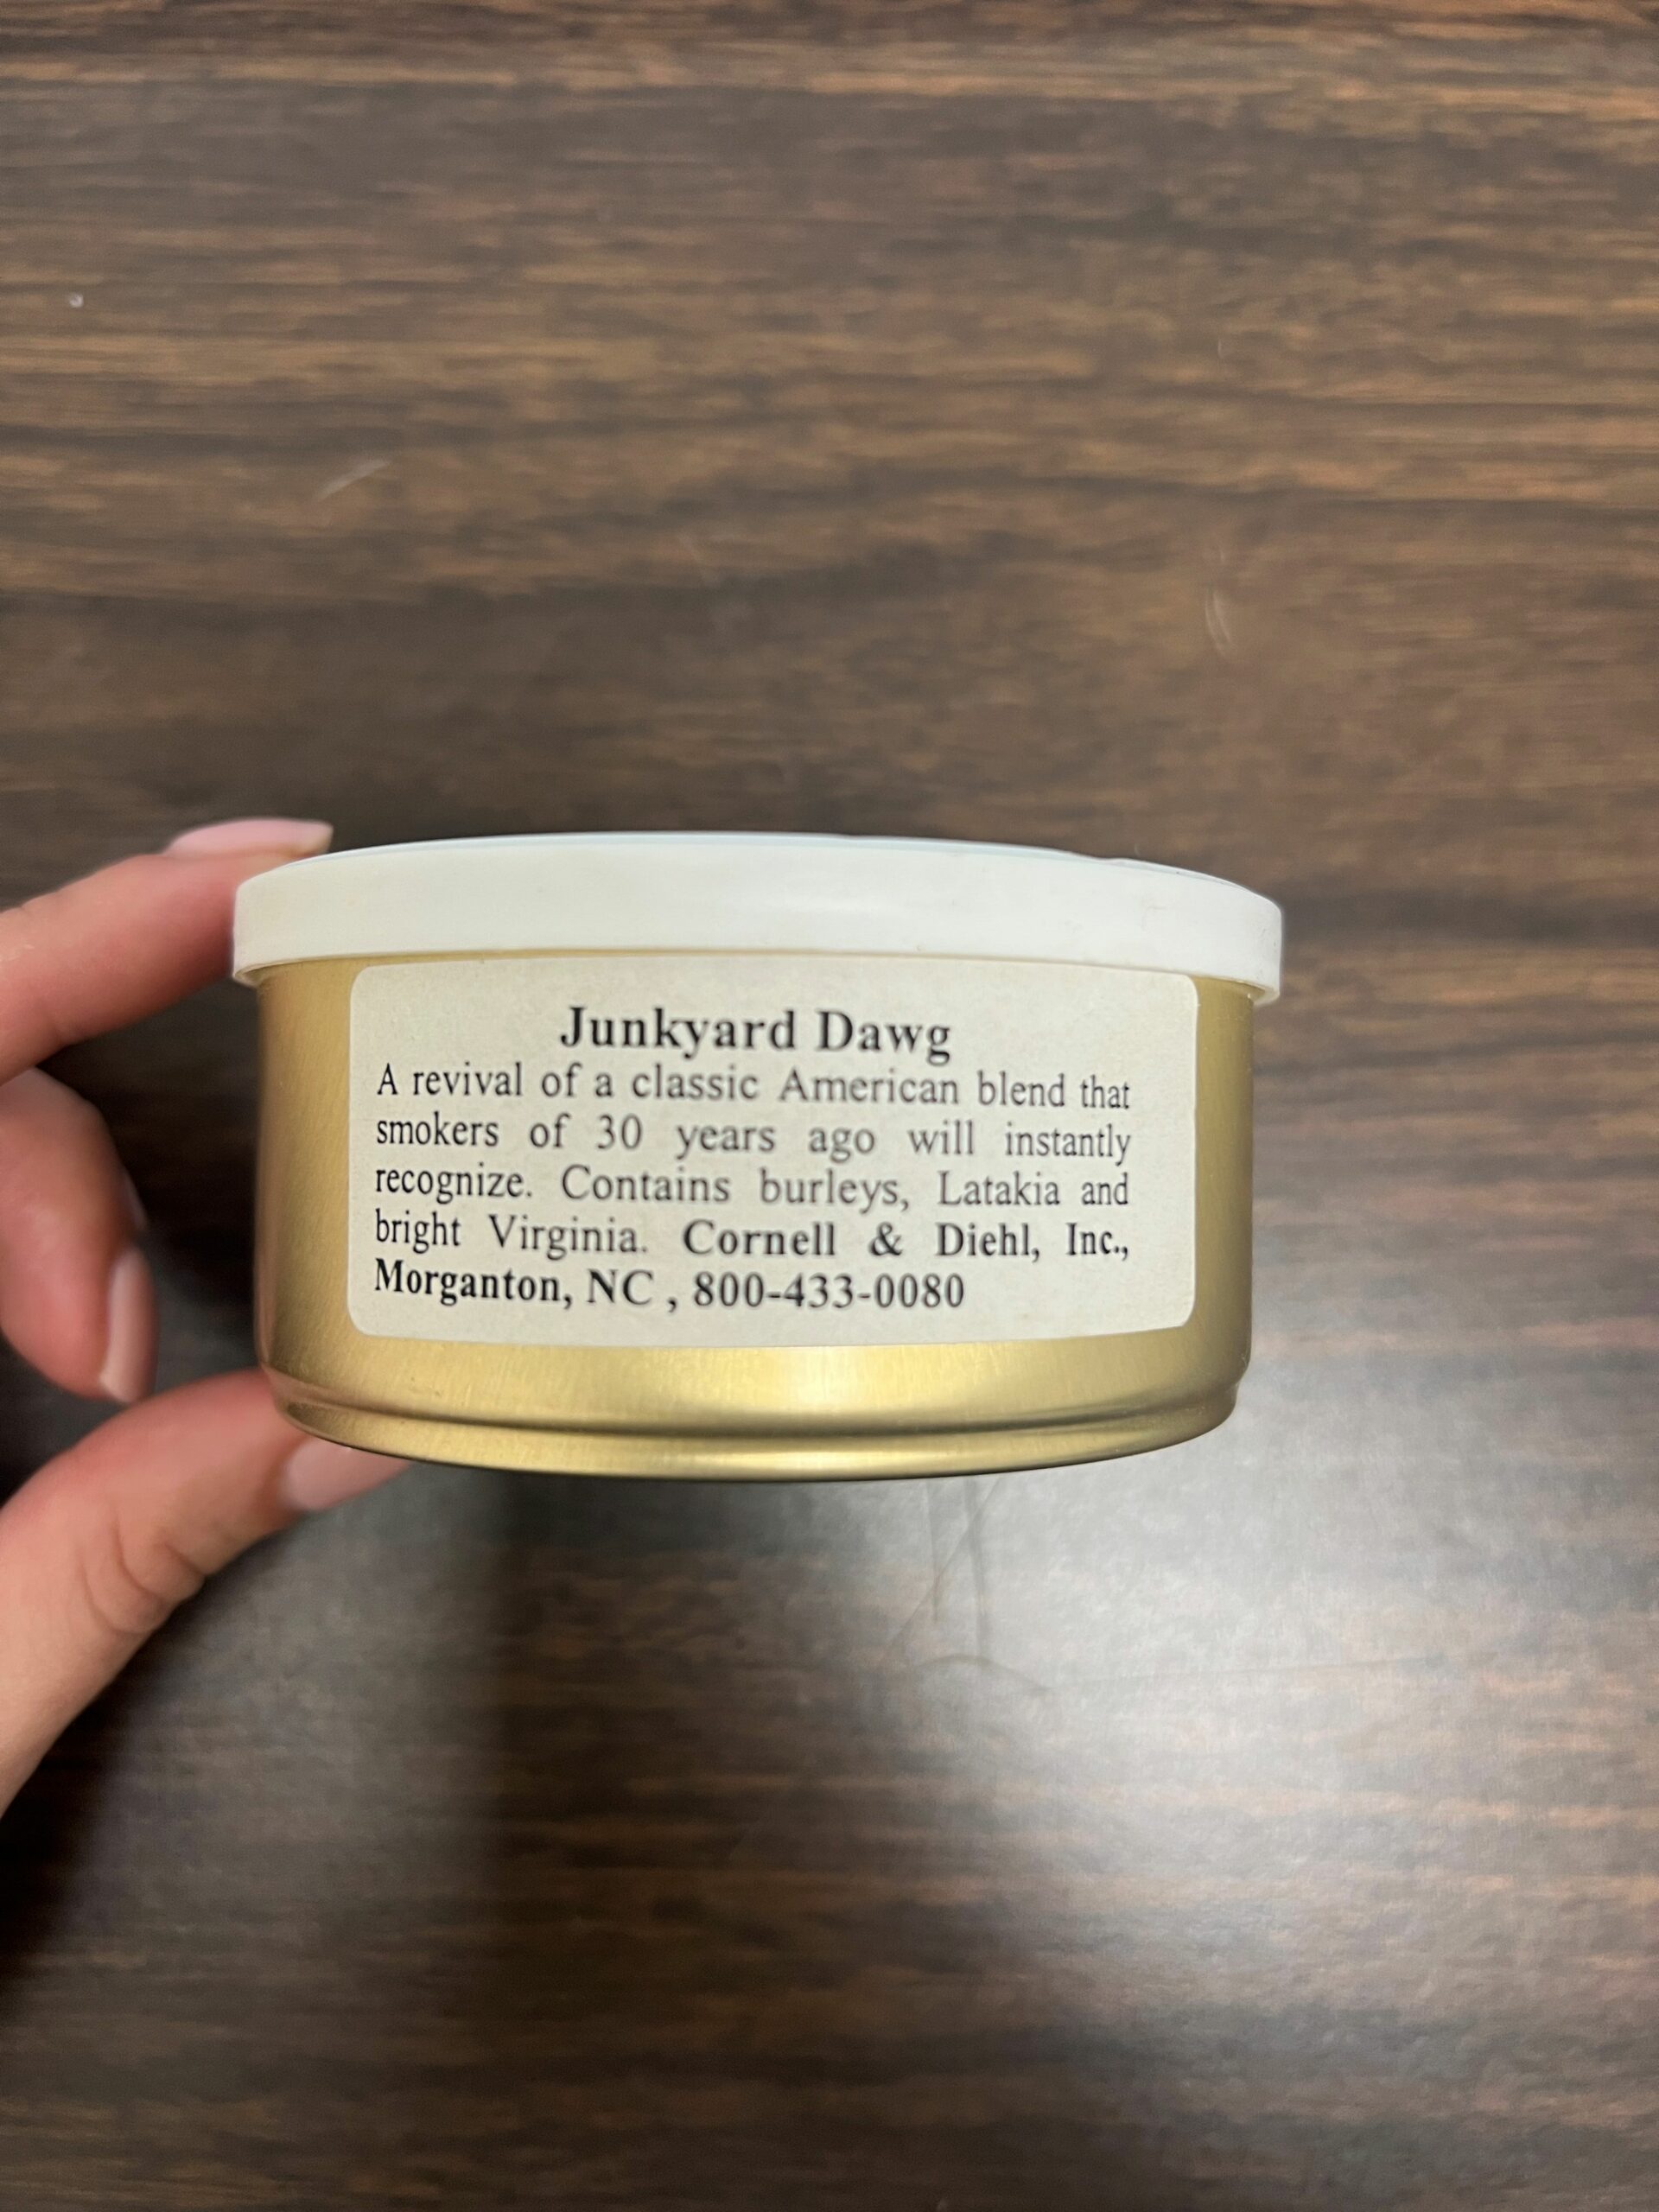 Junkyard Dawg
A revival of a classic American blend that
smokers of 30 years ago will instantly
recognize. Contains burleys, Latakia and
bright Virginia. Cornell & Diehl, Inc.,
Morganton, NC , 800-433-0080